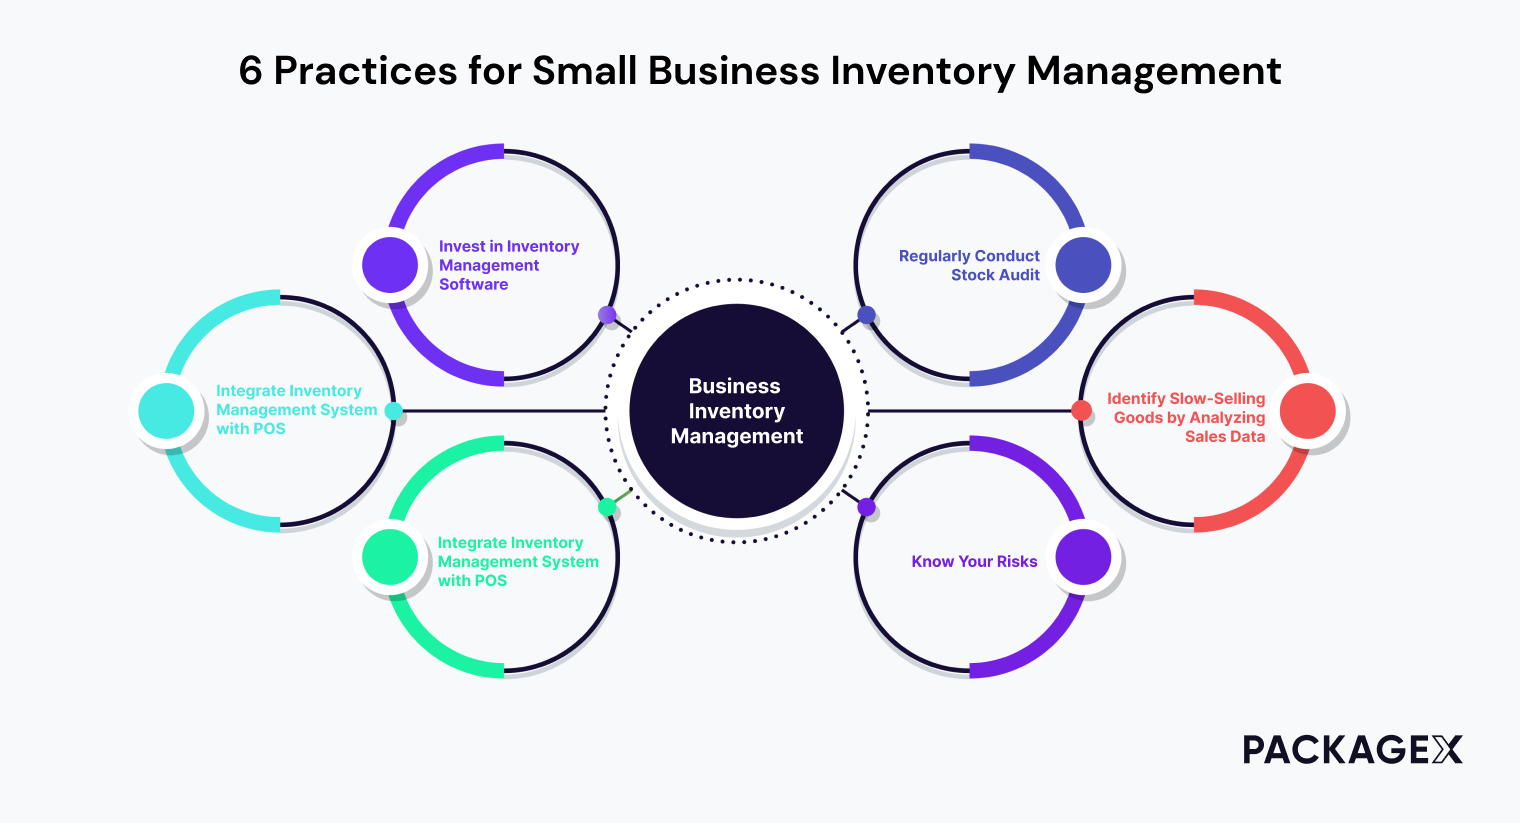 6 Practices for Small Business Inventory Management
Invest in Inventory
Management
Software
Regularly Conduct
Stock Audit
Integrate Inventory
Management System
with POS
Business
Inventory
Management
Identify Slow-Selling
Goods by Analyzing
Sales Data
Integrate Inventory
Management System
with POS
Know Your Risks
PACKAGEX